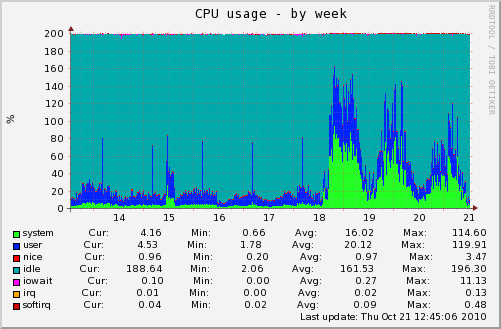 CPU usage - by week
RRDTOOL / TOBI OETIKER
%
200
180
160
140
120
100
80
60
40
20
0
14 15 16 17 18 19 20 21
system Cur: 4.16 Min: 0.66 Avg: 16.02 Max: 114.60
user Cur: 4.53 Min: 1.78 Avg: 20.12 Max: 119.91
nice Cur: 0.96 Min: 0.20 Avg: 0.97 Max: 3.47
idle Cur: 188.64 Min: 2.06 Avg: 161.53 Max: 196.30
iowait Cur: 0.10 Min: 0.00 Avg: 0.27 Max: 11.13
irq Cur: 0.01 Min: 0.00 Avg: 0.02 Max: 0.13
softirq Cur: 0.04 Min: 0.02 Avg: 0.09 Max: 0.48
Last update: Thu Oct 21 12:45:06 2010